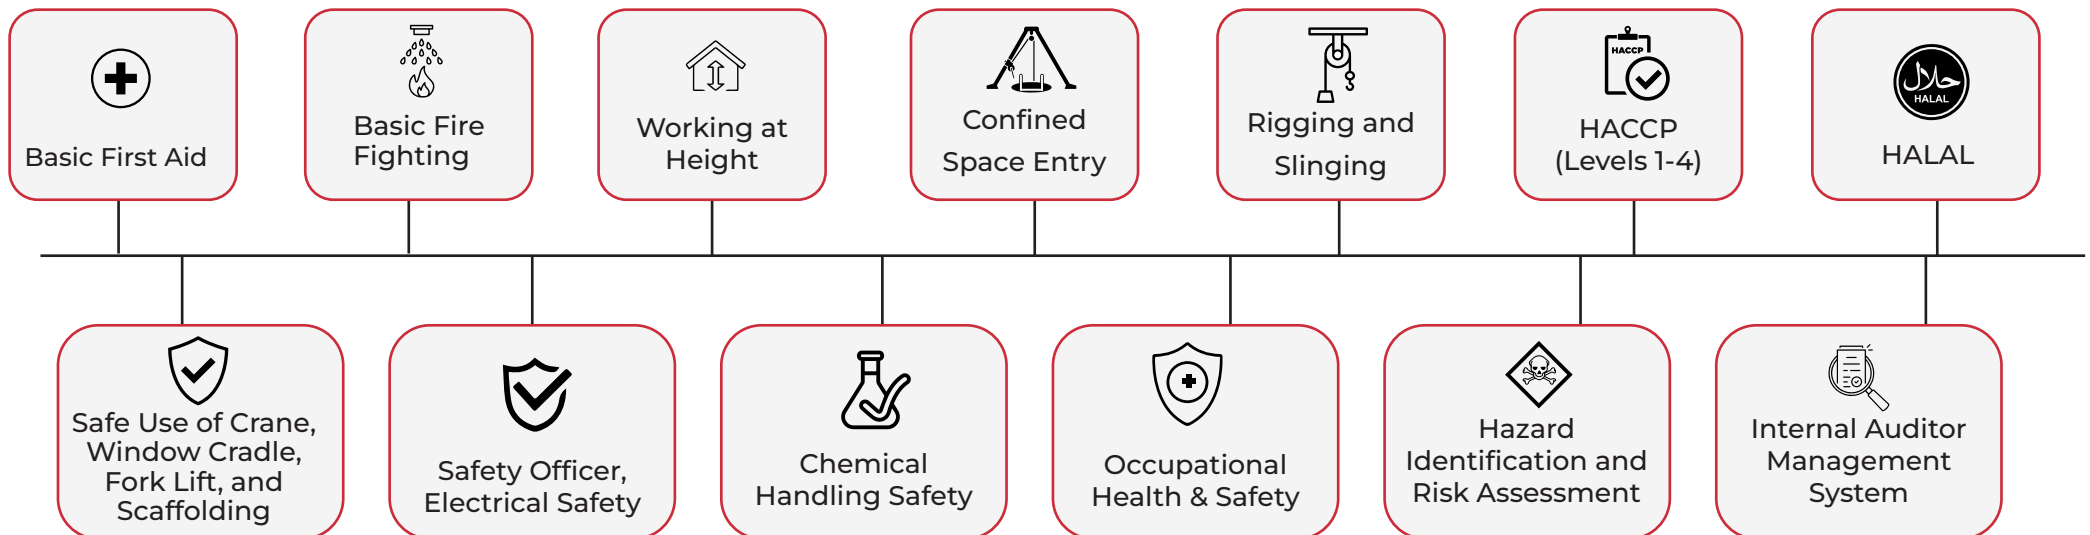 Basic First Aid
Basic Fire
Fighting
Working at
Height
Confined
Space Entry
Rigging and
Slinging
HACCP
HACCP
(Levels 1-4)
حلال
HALAL
HALAL
Safe Use of Crane,
Window Cradle,
Fork Lift, and
Scaffolding
Safety Officer,
Electrical Safety
Chemical
Handling Safety
Occupational
Health & Safety
Hazard
Identification and
Risk Assessment
Internal Auditor
Management
System